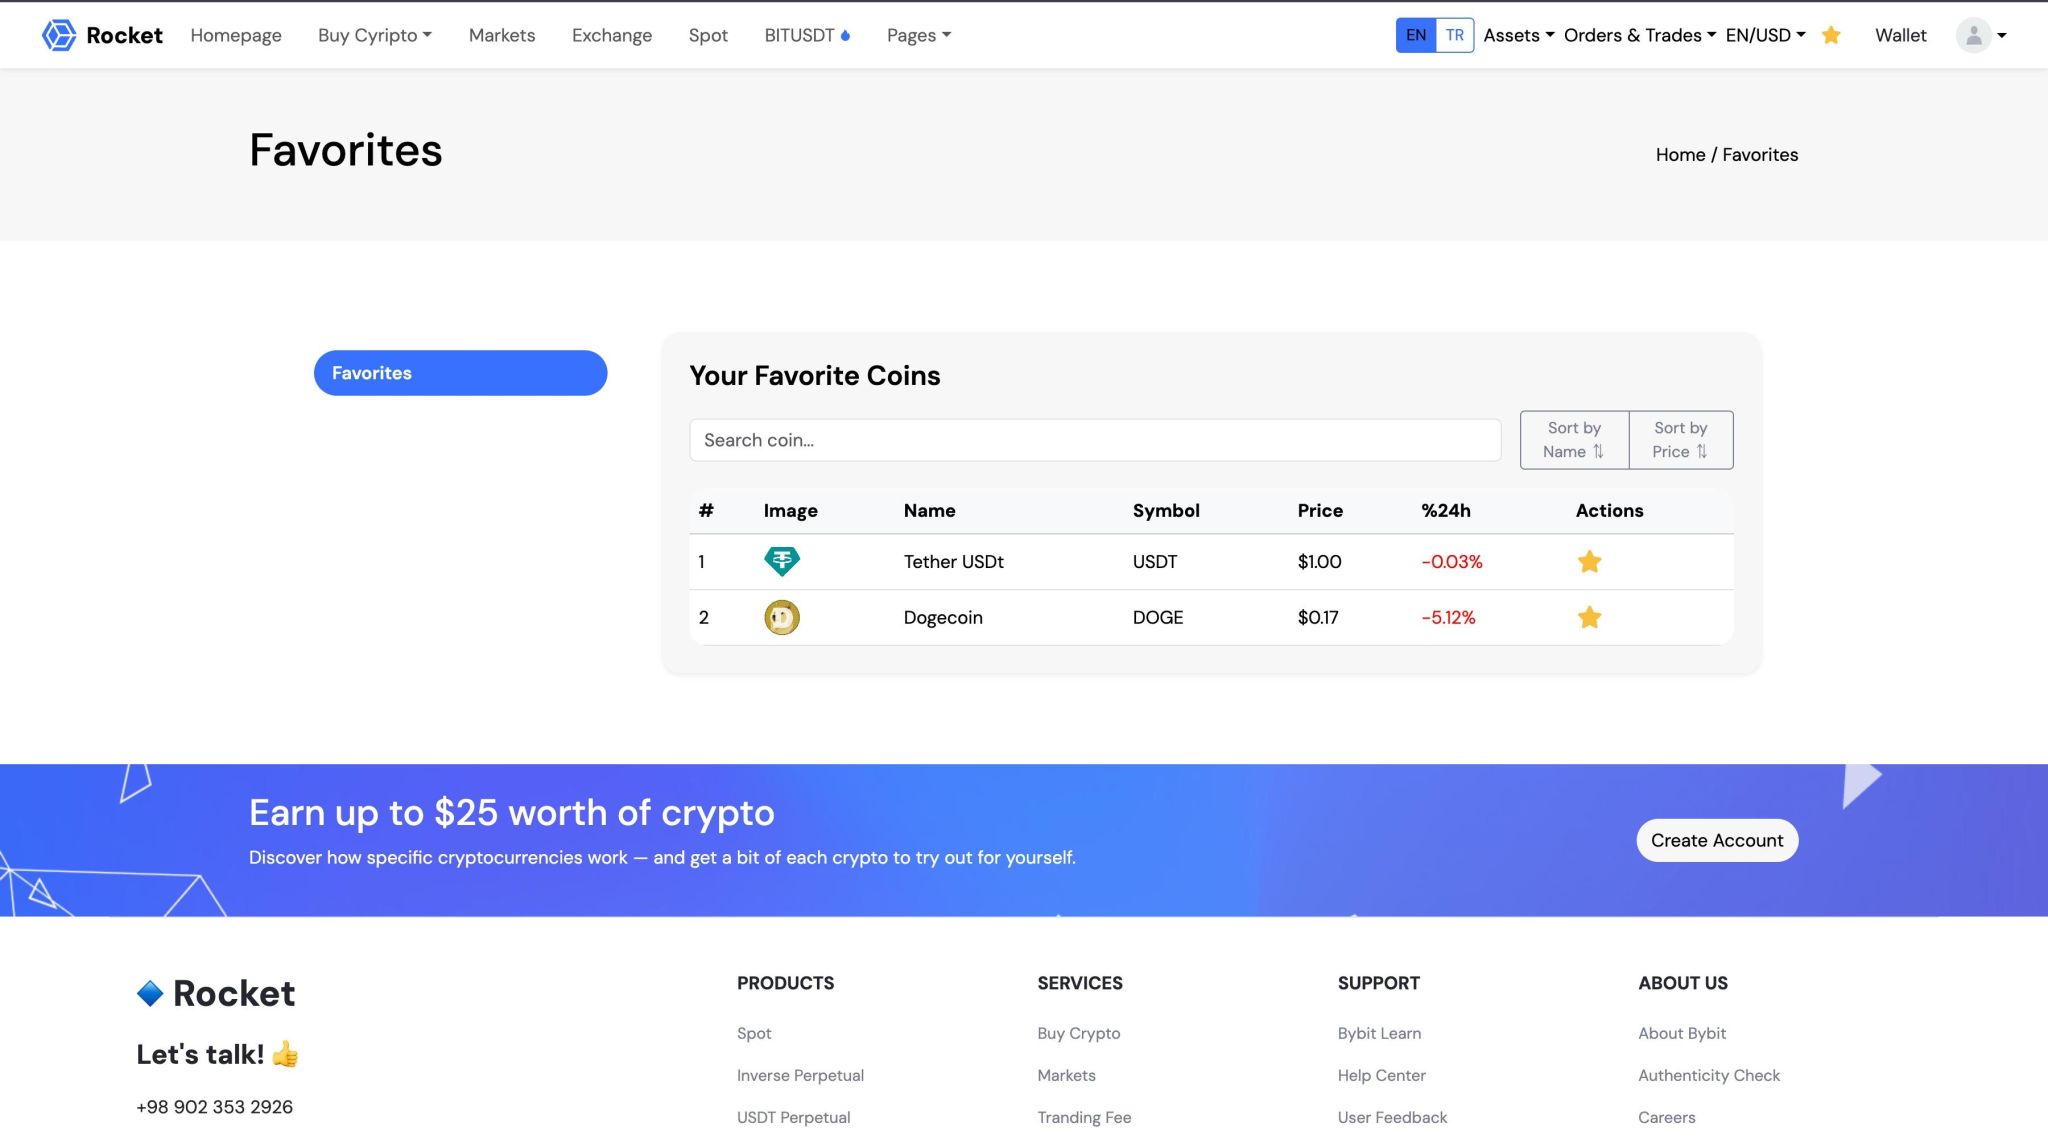 Rocket Homepage Buy Cyripto Markets Exchange Spot BITUSDT Pages EN TR Assets Orders & Trades EN/USD Wallet
Favorites
Home / Favorites
Favorites
Your Favorite Coins
Search coin...
Sort by Name ⇅
Sort by Price ⇅
# Image Name Symbol Price %24h Actions
1 Tether USDt USDT $1.00 -0.03%
2 Dogecoin DOGE $0.17 -5.12%
Earn up to $25 worth of crypto
Discover how specific cryptocurrencies work — and get a bit of each crypto to try out for yourself.
Create Account
Rocket
Let's talk! 👍
+98 902 353 2926
PRODUCTS
Spot
Inverse Perpetual
USDT Perpetual
SERVICES
Buy Crypto
Markets
Tranding Fee
SUPPORT
Bybit Learn
Help Center
User Feedback
ABOUT US
About Bybit
Authenticity Check
Careers